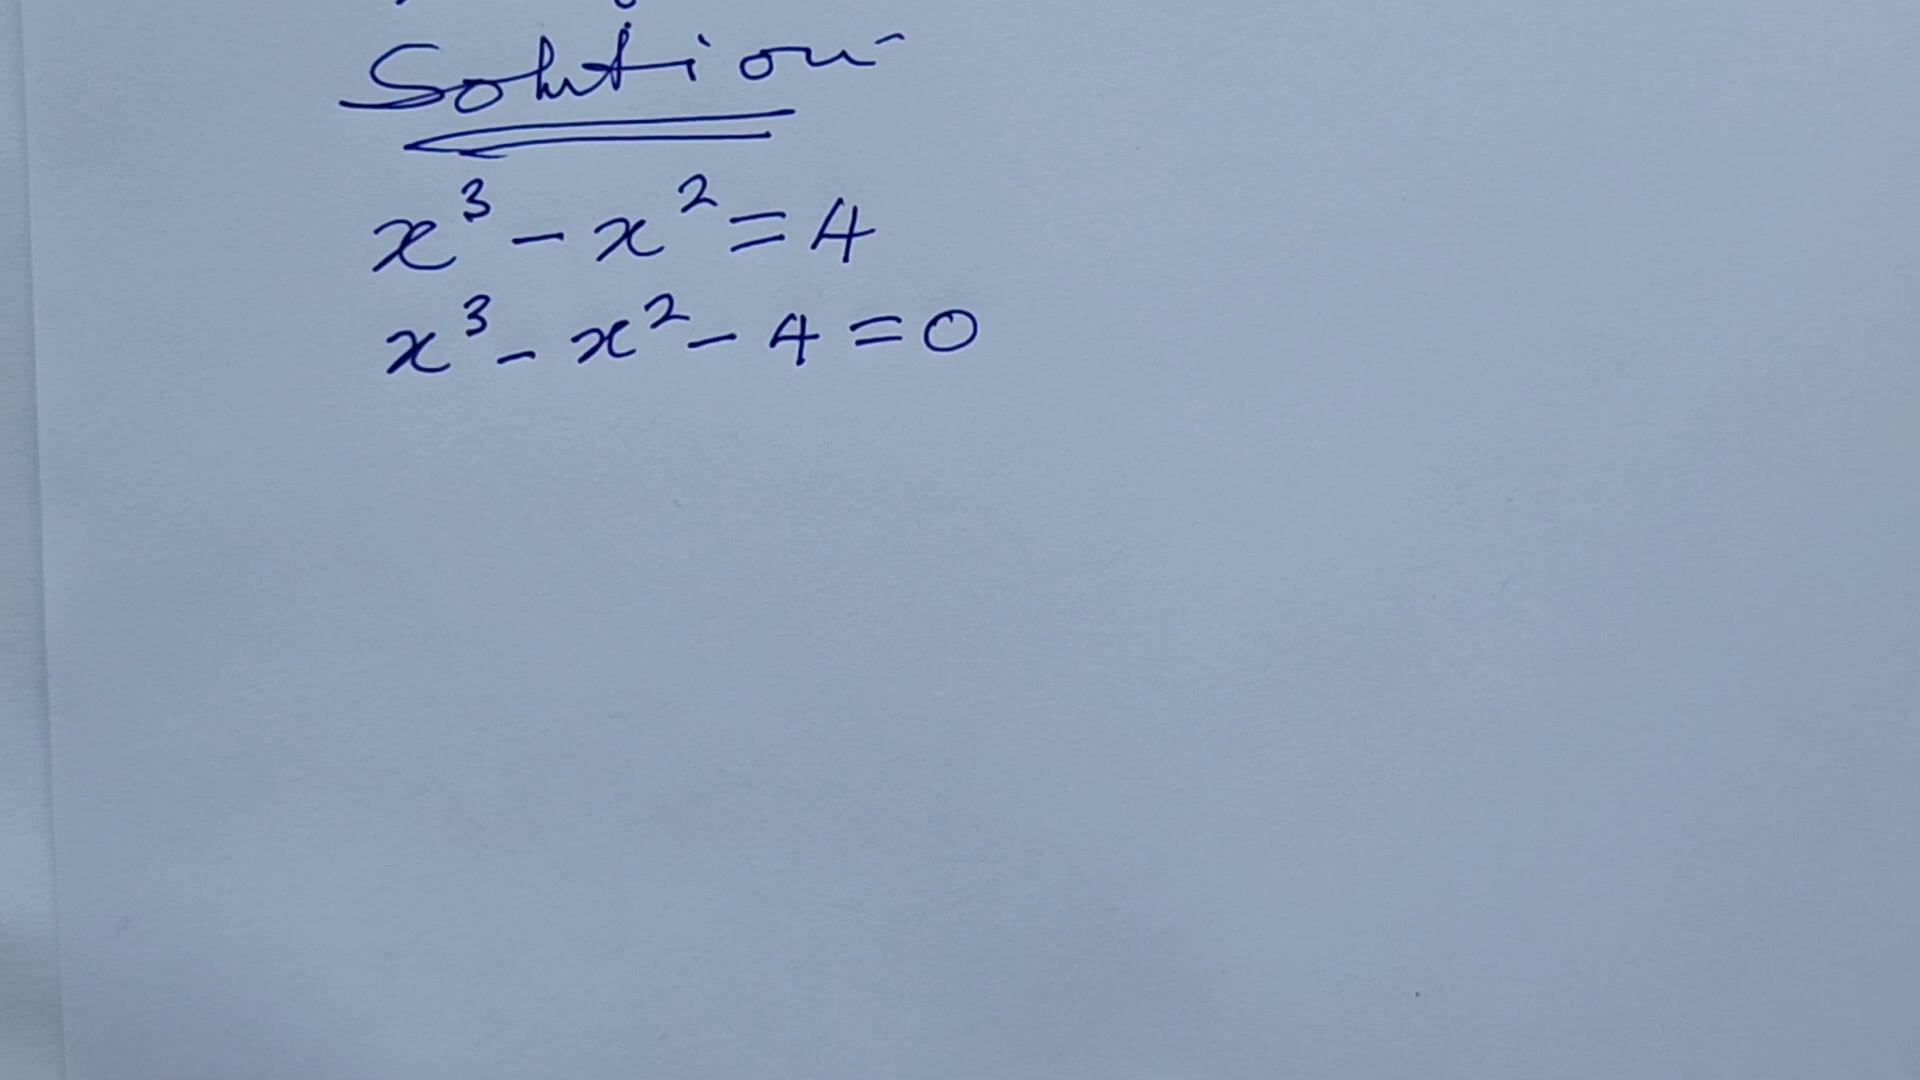 Solution
x³ - x² = 4
x³ - x² - 4 = 0